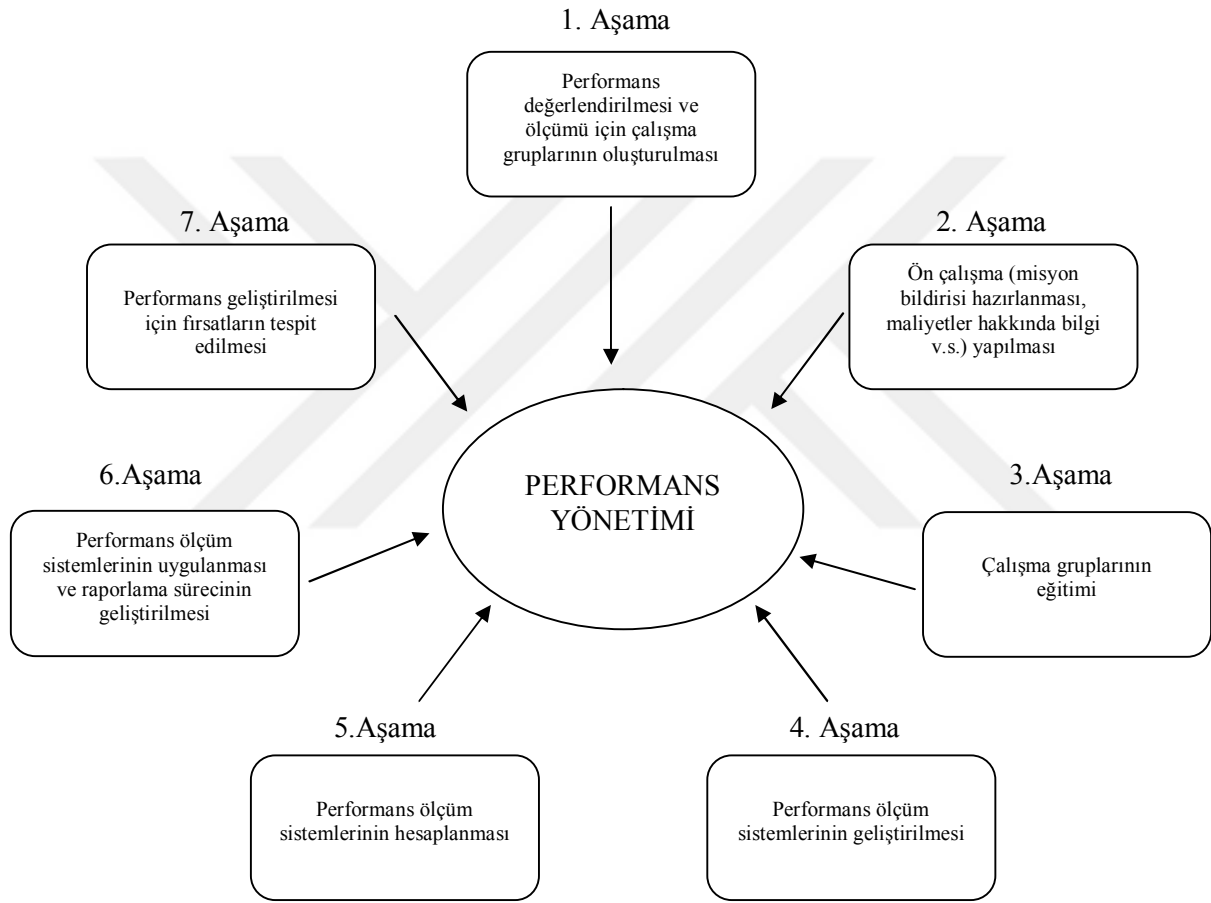 1. Aşama
Performans
değerlendirilmesi ve
ölçümü için çalışma
gruplarının oluşturulması
2. Aşama
Ön çalışma (misyon
bildirisi hazırlanması,
maliyetler hakkında bilgi
v.s.) yapılması
3.Aşama
Çalışma gruplarının
eğitimi
4. Aşama
Performans ölçüm
sistemlerinin geliştirilmesi
5.Aşama
Performans ölçüm
sistemlerinin hesaplanması
6.Aşama
Performans ölçüm
sistemlerinin uygulanması
ve raporlama sürecinin
geliştirilmesi
7. Aşama
Performans geliştirilmesi
için fırsatların tespit
edilmesi
PERFORMANS
YÖNETİMİ